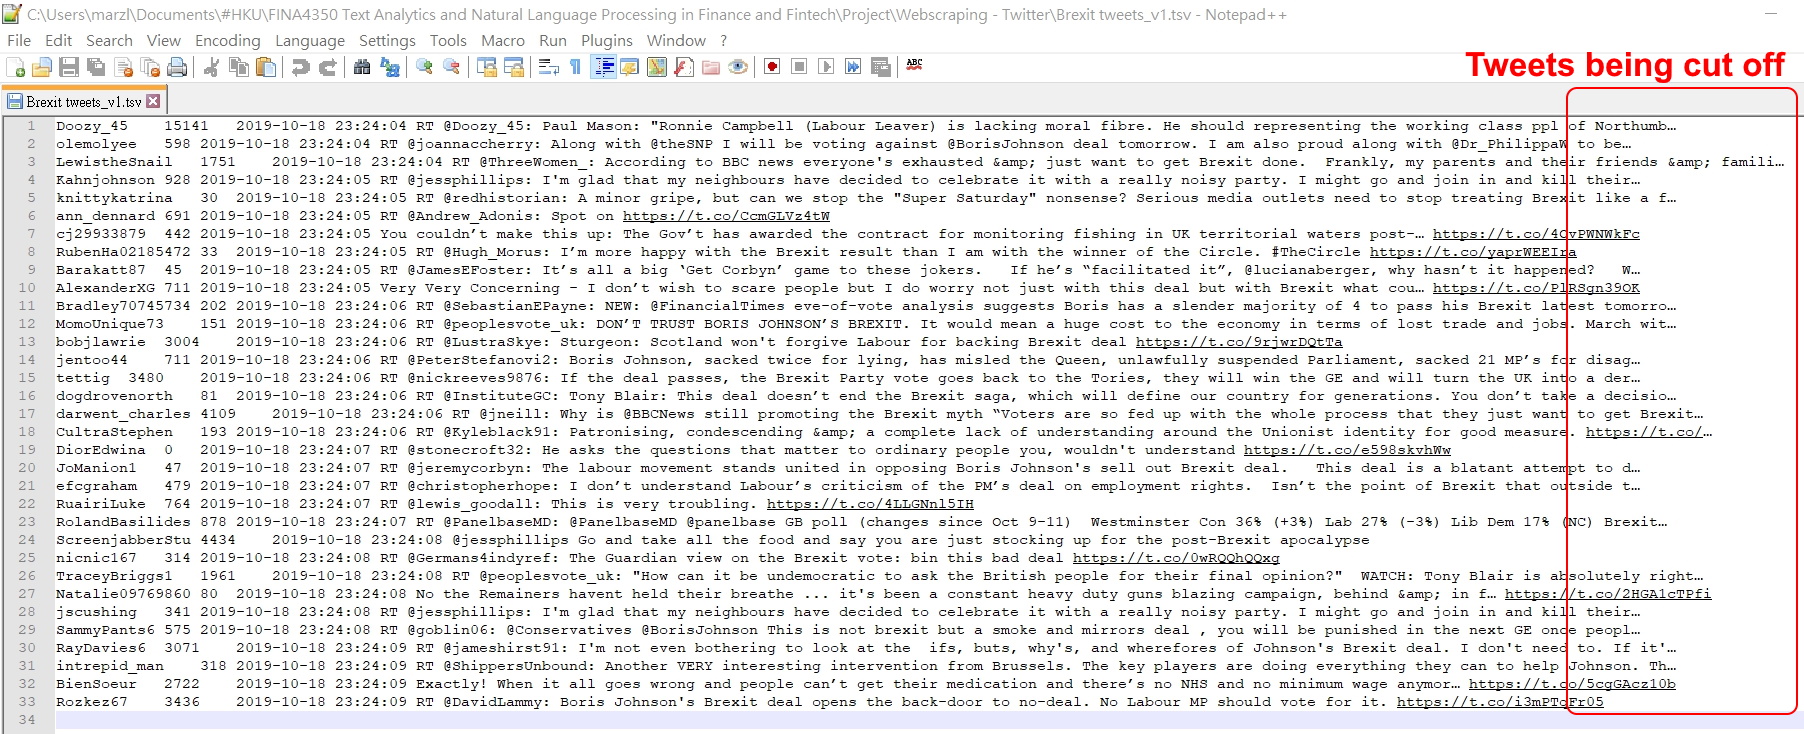 C:\Users\marzl\Documents\#HKU\FINA4350 Text Analytics and Natural Language Processing in Finance and Fintech\Project\Webscraping - Twitter\Brexit tweets_v1.tsv - Notepad++
File Edit Search View Encoding Language Settings Tools Macro Run Plugins Window ?
Tweets being cut off
ABC
Brexit tweets_v1.tsv
1 Doozy_45 15141 2019-10-18 23:24:04 RT @Doozy_45: Paul Mason: "Ronnie Campbell (Labour Leaver) is lacking moral fibre. He should representing the working class ppl of Northumb…
2 olemolyee 598 2019-10-18 23:24:04 RT @joannaccherry: Along with @theSNP I will be voting against @BorisJohnson deal tomorrow. I am also proud along with @Dr_PhilippaW to be…
3 LewistheSnail 1751 2019-10-18 23:24:04 RT @ThreeWomen_: According to BBC news everyone's exhausted &amp; just want to get Brexit done. Frankly, my parents and their friends &amp; famili…
4 Kahnjohnson 928 2019-10-18 23:24:05 RT @jessphillips: I'm glad that my neighbours have decided to celebrate it with a really noisy party. I might go and join in and kill their…
5 knittykatrina 30 2019-10-18 23:24:05 RT @redhistorian: A minor gripe, but can we stop the "Super Saturday" nonsense? Serious media outlets need to stop treating Brexit like a f…
6 ann_dennard 691 2019-10-18 23:24:05 RT @Andrew_Adonis: Spot on https://t.co/CcmGLVz4tW
7 cj29933879 442 2019-10-18 23:24:05 You couldn't make this up: The Gov't has awarded the contract for monitoring fishing in UK territorial waters post-… https://t.co/4CvPWNWkFc
8 RubenHa02185472 33 2019-10-18 23:24:05 RT @Hugh_Morus: I'm more happy with the Brexit result than I am with the winner of the Circle. #TheCircle https://t.co/yaprWEEIra
9 Barakatt87 45 2019-10-18 23:24:05 RT @JamesEFoster: It's all a big ‘Get Corbyn’ game to these jokers. If he's “facilitated it”, @lucianaberger, why hasn't it happened? W…
10 AlexanderXG 711 2019-10-18 23:24:05 Very Very Concerning – I don't wish to scare people but I do worry not just with this deal but with Brexit what cou… https://t.co/PlRSgn39OK
11 Bradley70745734 202 2019-10-18 23:24:06 RT @SebastianEPayne: NEW: @FinancialTimes eve-of-vote analysis suggests Boris has a slender majority of 4 to pass his Brexit latest tomorro…
12 MomoUnique73 151 2019-10-18 23:24:06 RT @peoplesvote_uk: DON'T TRUST BORIS JOHNSON'S BREXIT. It would mean a huge cost to the economy in terms of lost trade and jobs. March wit…
13 bobjlawrie 3004 2019-10-18 23:24:06 RT @LustraSkye: Sturgeon: Scotland won't forgive Labour for backing Brexit deal https://t.co/9rjwrDQtTa
14 jentoo44 711 2019-10-18 23:24:06 RT @PeterStefanovi2: Boris Johnson, sacked twice for lying, has misled the Queen, unlawfully suspended Parliament, sacked 21 MP's for disag…
15 tettig 3480 2019-10-18 23:24:06 RT @nickreeves9876: If the deal passes, the Brexit Party vote goes back to the Tories, they will win the GE and will turn the UK into a der…
16 dogdrovenorth 81 2019-10-18 23:24:06 RT @InstituteGC: Tony Blair: This deal doesn't end the Brexit saga, which will define our country for generations. You don't take a decisio…
17 darwent_charles 4109 2019-10-18 23:24:06 RT @jneill: Why is @BBCNews still promoting the Brexit myth “Voters are so fed up with the whole process that they just want to get Brexit…
18 CultraStephen 193 2019-10-18 23:24:06 RT @Kyleblack91: Patronising, condescending &amp; a complete lack of understanding around the Unionist identity for good measure. https://t.co/…
19 DiorEdwina 0 2019-10-18 23:24:07 RT @stonecroft32: He asks the questions that matter to ordinary people you, wouldn't understand https://t.co/e598skvhWw
20 JoManion1 47 2019-10-18 23:24:07 RT @jeremycorbyn: The labour movement stands united in opposing Boris Johnson's sell out Brexit deal. This deal is a blatant attempt to d…
21 efcgraham 479 2019-10-18 23:24:07 RT @christopherhope: I don't understand Labour's criticism of the PM's deal on employment rights. Isn't the point of Brexit that outside t…
22 RuairiLuke 764 2019-10-18 23:24:07 RT @lewis_goodall: This is very troubling. https://t.co/4LLGNnl5IH
23 RolandBasilides 878 2019-10-18 23:24:07 RT @PanelbaseMD: @PanelbaseMD @panelbase GB poll (changes since Oct 9-11) Westminster Con 36% (+3%) Lab 27% (-3%) Lib Dem 17% (NC) Brexit…
24 ScreenjabberStu 4434 2019-10-18 23:24:08 @jessphillips Go and take all the food and say you are just stocking up for the post-Brexit apocalypse
25 nicnic167 314 2019-10-18 23:24:08 RT @Germans4indyref: The Guardian view on the Brexit vote: bin this bad deal https://t.co/0wRQQhQQxg
26 TraceyBriggs1 1961 2019-10-18 23:24:08 RT @peoplesvote_uk: "How can it be undemocratic to ask the British people for their final opinion?" WATCH: Tony Blair is absolutely right…
27 Natalie09769860 80 2019-10-18 23:24:08 No the Remainers havent held their breathe ... it's been a constant heavy duty guns blazing campaign, behind &amp; in f… https://t.co/2HGA1cTPfi
28 jscushing 341 2019-10-18 23:24:08 RT @jessphillips: I'm glad that my neighbours have decided to celebrate it with a really noisy party. I might go and join in and kill their…
29 SammyPants6 575 2019-10-18 23:24:08 RT @goblin06: @Conservatives @BorisJohnson This is not brexit but a smoke and mirrors deal , you will be punished in the next GE once peopl…
30 RayDavies6 3071 2019-10-18 23:24:09 RT @jameshirst91: I'm not even bothering to look at the ifs, buts, why's, and wherefores of Johnson's Brexit deal. I don't need to. If it'…
31 intrepid_man 318 2019-10-18 23:24:09 RT @ShippersUnbound: Another VERY interesting intervention from Brussels. The key players are doing everything they can to help Johnson. Th…
32 BienSoeur 2722 2019-10-18 23:24:09 Exactly! When it all goes wrong and people can't get their medication and there's no NHS and no minimum wage anymor… https://t.co/5cgGAcz10b
33 Rozkez67 3436 2019-10-18 23:24:09 RT @DavidLammy: Boris Johnson's Brexit deal opens the back-door to no-deal. No Labour MP should vote for it. https://t.co/i3mPTqFr05
34